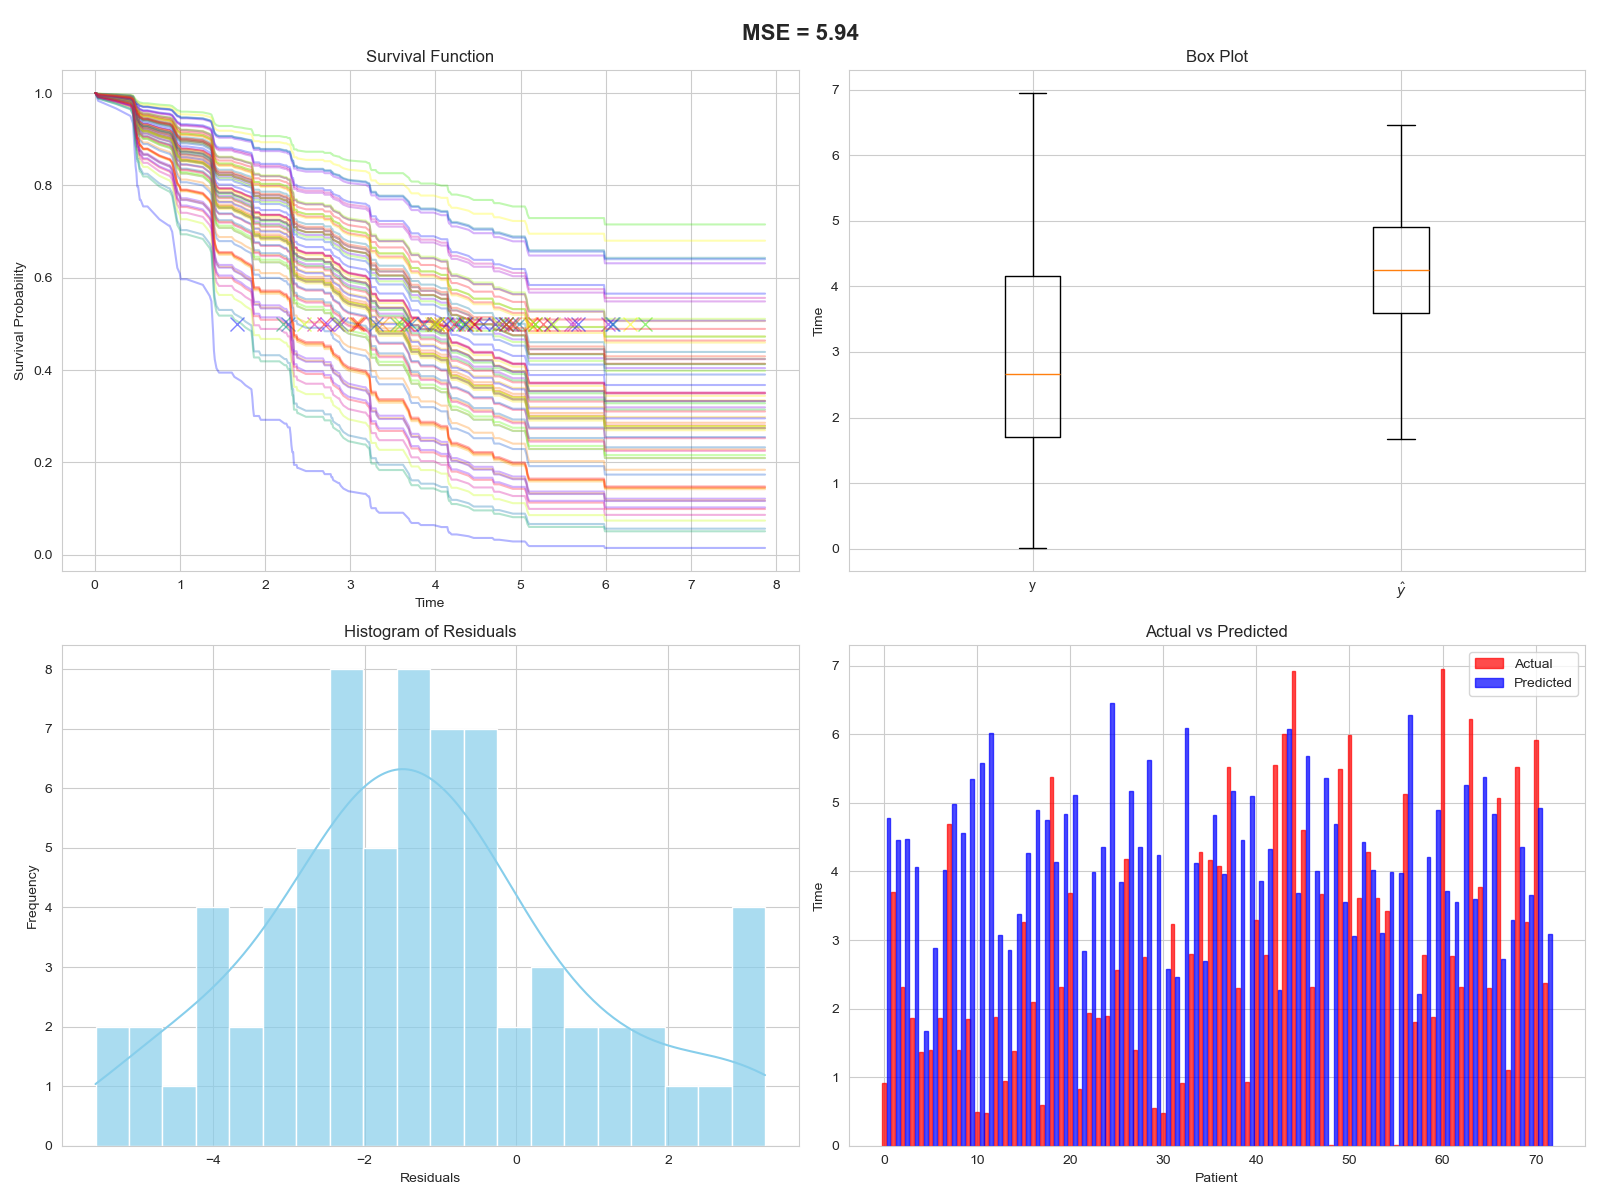 MSE = 5.94
Survival Function
Survival Probability
1.0
0.8
0.6
0.4
0.2
0.0
0 1 2 3 4 5 6 7 8
Time
Box Plot
Time
7
6
5
4
3
2
1
0
y ŷ
Histogram of Residuals
Frequency
8
7
6
5
4
3
2
1
0
−4 −2 0 2
Residuals
Actual vs Predicted
Actual
Predicted
Time
7
6
5
4
3
2
1
0
0 10 20 30 40 50 60 70
Patient